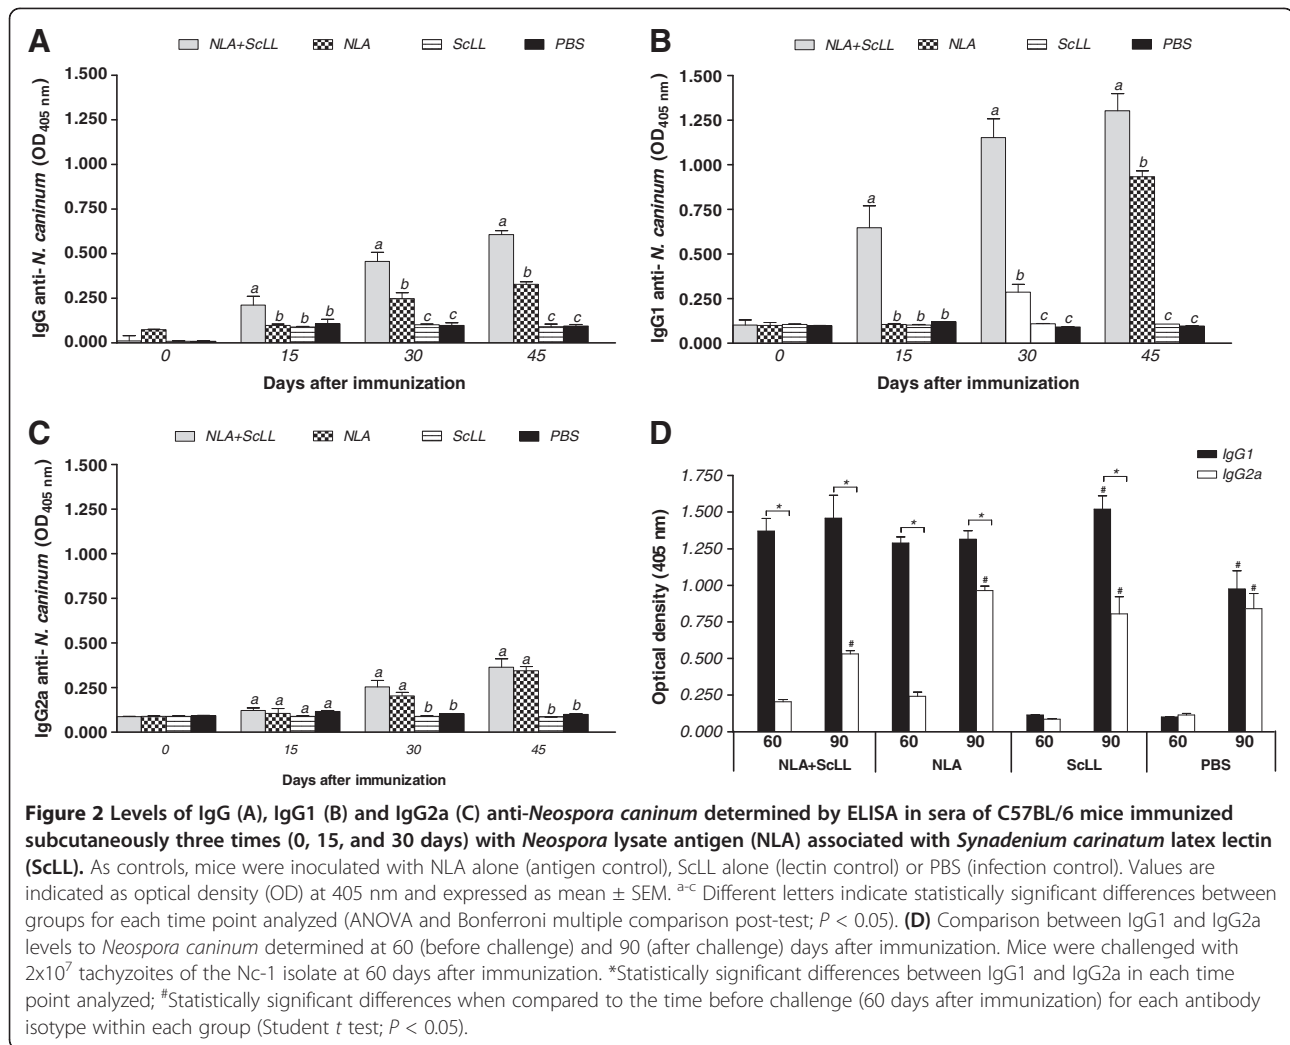 A
NLA+ScLL NLA ScLL PBS
IgG anti- N. caninum (OD405 nm)
1.500
1.250
1.000
0.750
0.500
0.250
0.000
a
b b b
a
b
c c
a
b
c c
0 15 30 45
Days after immunization
B
NLA+ScLL NLA ScLL PBS
IgG1 anti- N. caninum (OD405 nm)
1.500
1.250
1.000
0.750
0.500
0.250
0.000
a
b b b
a
b
c c
a
b
c c
0 15 30 45
Days after immunization
C
NLA+ScLL NLA ScLL PBS
IgG2a anti- N. caninum (OD405 nm)
1.500
1.250
1.000
0.750
0.500
0.250
0.000
a a a a
a a
b b
a a
b b
0 15 30 45
Days after immunization
D
IgG1
IgG2a
Optical density (405 nm)
1.750
1.500
1.250
1.000
0.750
0.500
0.250
0.000
* * # * * # # * # # #
60 90 60 90 60 90 60 90
NLA+ScLL NLA ScLL PBS
Figure 2 Levels of IgG (A), IgG1 (B) and IgG2a (C) anti-Neospora caninum determined by ELISA in sera of C57BL/6 mice immunized
subcutaneously three times (0, 15, and 30 days) with Neospora lysate antigen (NLA) associated with Synadenium carinatum latex lectin
(ScLL). As controls, mice were inoculated with NLA alone (antigen control), ScLL alone (lectin control) or PBS (infection control). Values are
indicated as optical density (OD) at 405 nm and expressed as mean ± SEM. a-c Different letters indicate statistically significant differences between
groups for each time point analyzed (ANOVA and Bonferroni multiple comparison post-test; P < 0.05). (D) Comparison between IgG1 and IgG2a
levels to Neospora caninum determined at 60 (before challenge) and 90 (after challenge) days after immunization. Mice were challenged with
2x10⁷ tachyzoites of the Nc-1 isolate at 60 days after immunization. *Statistically significant differences between IgG1 and IgG2a in each time
point analyzed; #Statistically significant differences when compared to the time before challenge (60 days after immunization) for each antibody
isotype within each group (Student t test; P < 0.05).